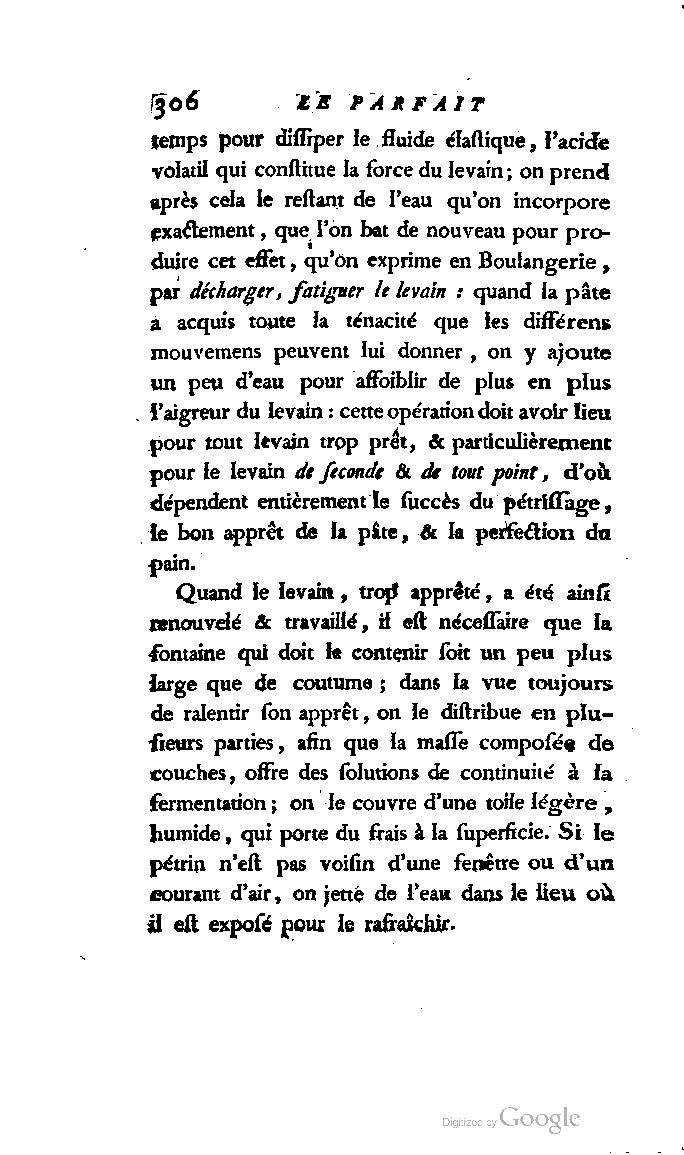 306 LE PARFAIT
temps pour diſſiper le fluide élaſtique, l'acide
volatil qui conſtitue la force du levain; on prend
après cela le reſtant de l'eau qu'on incorpore
exactement, que l'on bat de nouveau pour pro-
duire cet effet, qu'on exprime en Boulangerie,
par décharger, fatiguer le levain : quand la pâte
a acquis toute la ténacité que les différens
mouvemens peuvent lui donner, on y ajoute
un peu d'eau pour affoiblir de plus en plus
l'aigreur du levain : cette opération doit avoir lieu
pour tout levain trop prêt, & particulièrement
pour le levain de ſeconde & de tout point, d'où
dépendent entièrement le ſuccès du pétriſſage,
le bon apprêt de la pâte, & la perfection du
pain.
Quand le levain, trop apprêté, a été ainſi
renouvelé & travaillé, il eſt néceſſaire que la
fontaine qui doit le contenir ſoit un peu plus
large que de coutume; dans la vue toujours
de ralentir ſon apprêt, on le diſtribue en plu-
ſieurs parties, afin que la maſſe compoſée de
couches, offre des ſolutions de continuité à la
fermentation; on le couvre d'une toile légère,
humide, qui porte du frais à la ſuperficie. Si le
pétrin n'eſt pas voiſin d'une fenêtre ou d'un
courant d'air, on jette de l'eau dans le lieu où
il eſt expoſé pour le rafraîchir.
Digitized by Google